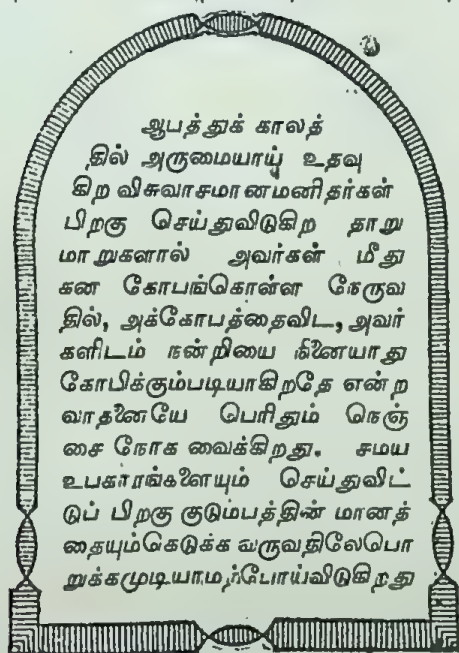 ஆபத்துக் காலத்
தில் அருமையாய் உதவு
கிற விசுவாசமானமனிதர்கள்
பிறகு செய்துவிடுகிற தாறு
மாறுகளால் அவர்கள் மீது
கன கோபங்கொள்ள நேருவ
தில், அக்கோபத்தைவிட, அவர்
களிடம் நன்றியை நினையாது
கோபிக்கும்படியாகிறதே என்ற
வாதனையே பெரிதும் நெஞ்
சை நோக வைக்கிறது. சமய
உபகாரங்களையும் செய்துவிட்
டுப் பிறகு குடும்பத்தின் மானத்
தையும்கெடுக்க வருவதிலேபொ
றுக்கமுடியாமற்போய்விடுகிறது